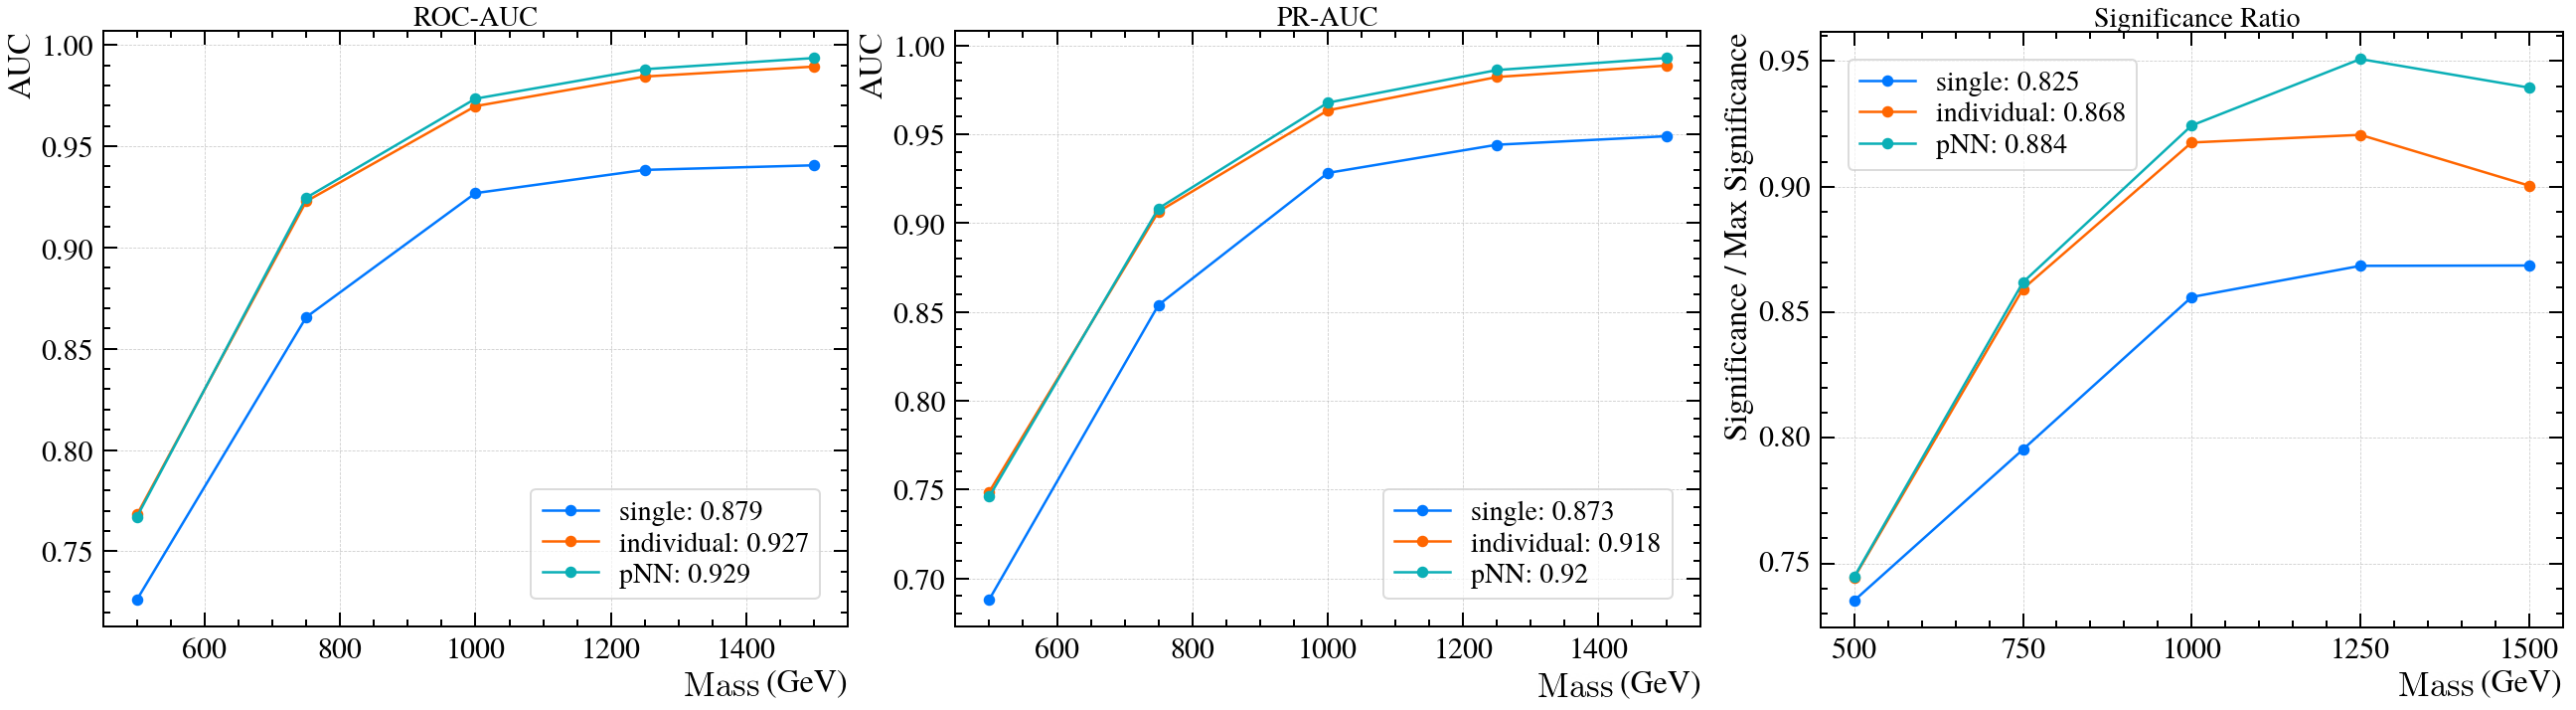 ROC-AUC
AUC
1.00
0.95
0.90
0.85
0.80
0.75
single: 0.879
individual: 0.927
pNN: 0.929
600 800 1000 1200 1400
Mass (GeV)
PR-AUC
AUC
1.00
0.95
0.90
0.85
0.80
0.75
0.70
single: 0.873
individual: 0.918
pNN: 0.92
600 800 1000 1200 1400
Mass (GeV)
Significance Ratio
Significance / Max Significance
0.95
0.90
0.85
0.80
0.75
single: 0.825
individual: 0.868
pNN: 0.884
500 750 1000 1250 1500
Mass (GeV)